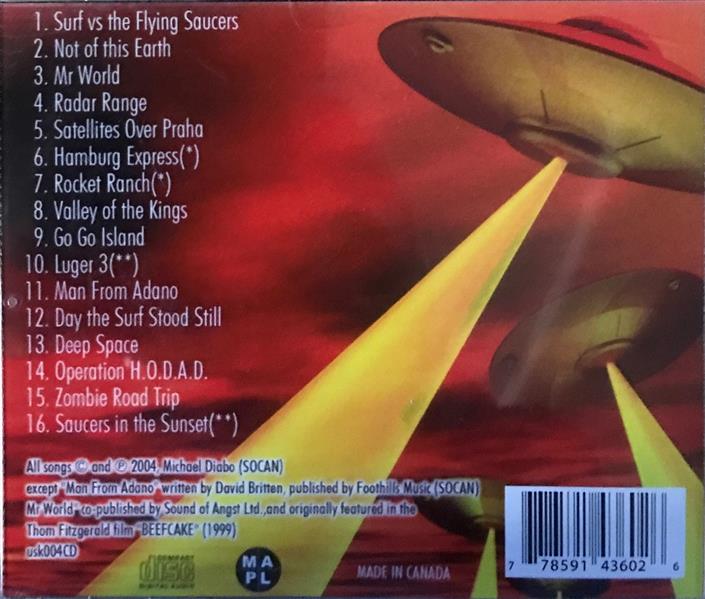 1. Surf vs the Flying Saucers
2. Not of this Earth
3. Mr World
4. Radar Range
5. Satellites Over Praha
6. Hamburg Express(*)
7. Rocket Ranch(*)
8. Valley of the Kings
9. Go Go Island
10. Luger 3(**)
11. Man From Adano
12. Day the Surf Stood Still
13. Deep Space
14. Operation H.O.D.A.D.
15. Zombie Road Trip
16. Saucers in the Sunset(**)
All songs © and ℗ 2004, Michael Diabo (SOCAN)
except "Man From Adano" written by David Britten, published by Foothills Music (SOCAN)
Mr World" co-published by Sound of Angst Ltd.,and originally featured in the
Thom Fitzgerald film "BEEFCAKE" (1999)
usk004CD
COMPACT
disc
DIGITAL AUDIO
MA
PL
MADE IN CANADA
7 78591 43602 6